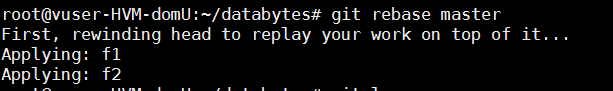 root@vuser-HVM-domU:~/databytes# git rebase master
First, rewinding head to replay your work on top of it...
Applying: f1
Applying: f2